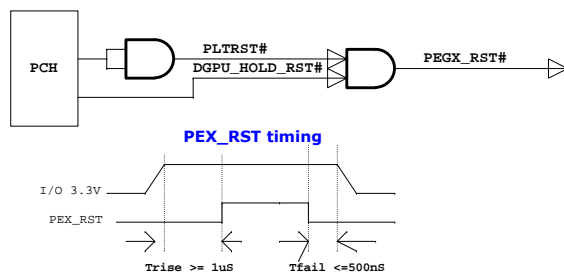 PCH
PLTRST#
DGPU_HOLD_RST#
PEGX_RST#
PEX_RST timing
I/O 3.3V
PEX_RST
Trise >= 1uS
Tfail <=500nS